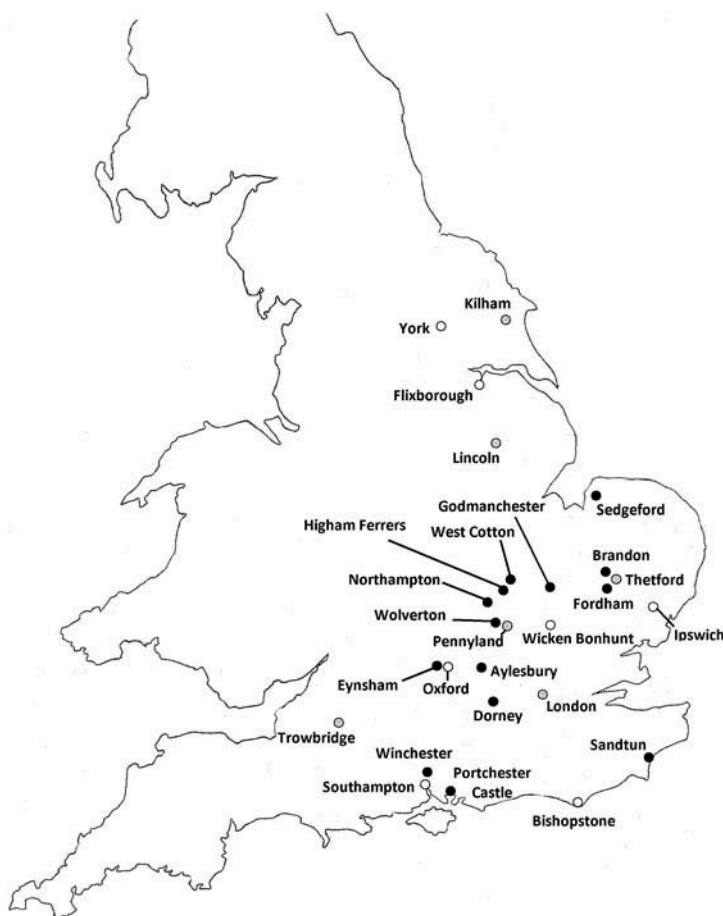 Kilham
York
Flixborough
Lincoln
Godmanchester
Sedgeford
Higham Ferrers
West Cotton
Brandon
Northampton
Thetford
Fordham
Wolverton
Pennyland
Wicken Bonhunt
Ipswich
Aylesbury
Eynsham
Oxford
London
Dorney
Trowbridge
Sandtun
Winchester
Southampton
Portchester
Castle
Bishopstone